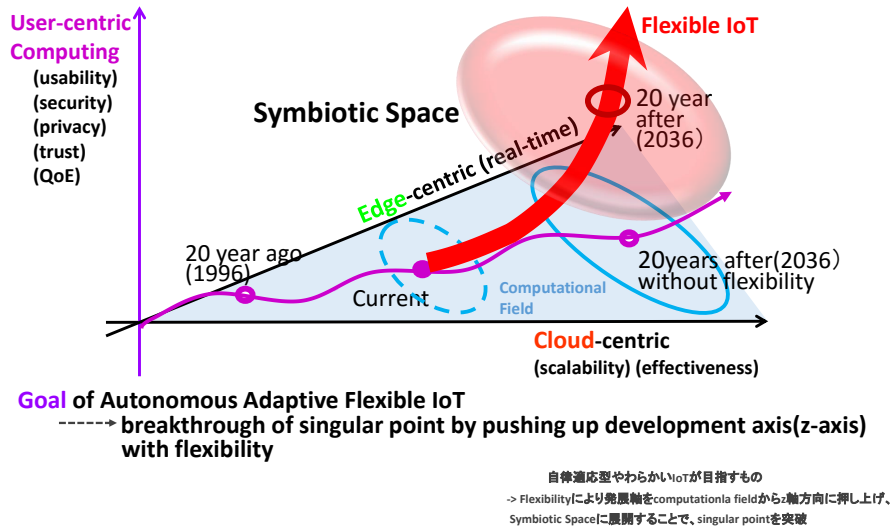 User-centric
Computing
(usability)
(security)
(privacy)
(trust)
(QoE)
Flexible IoT
Symbiotic Space
20 year
after
(2036)
Edge-centric (real-time)
20 year ago
(1996)
Current
Computational
Field
20years after(2036)
without flexibility
Cloud-centric
(scalability) (effectiveness)
Goal of Autonomous Adaptive Flexible IoT
breakthrough of singular point by pushing up development axis(z-axis)
with flexibility
自律適応型やわらかいIoTが目指すもの
-> Flexibilityにより発展軸をcomputationla fieldからz軸方向に押し上げ、
Symbiotic Spaceに展開することで、singular pointを突破